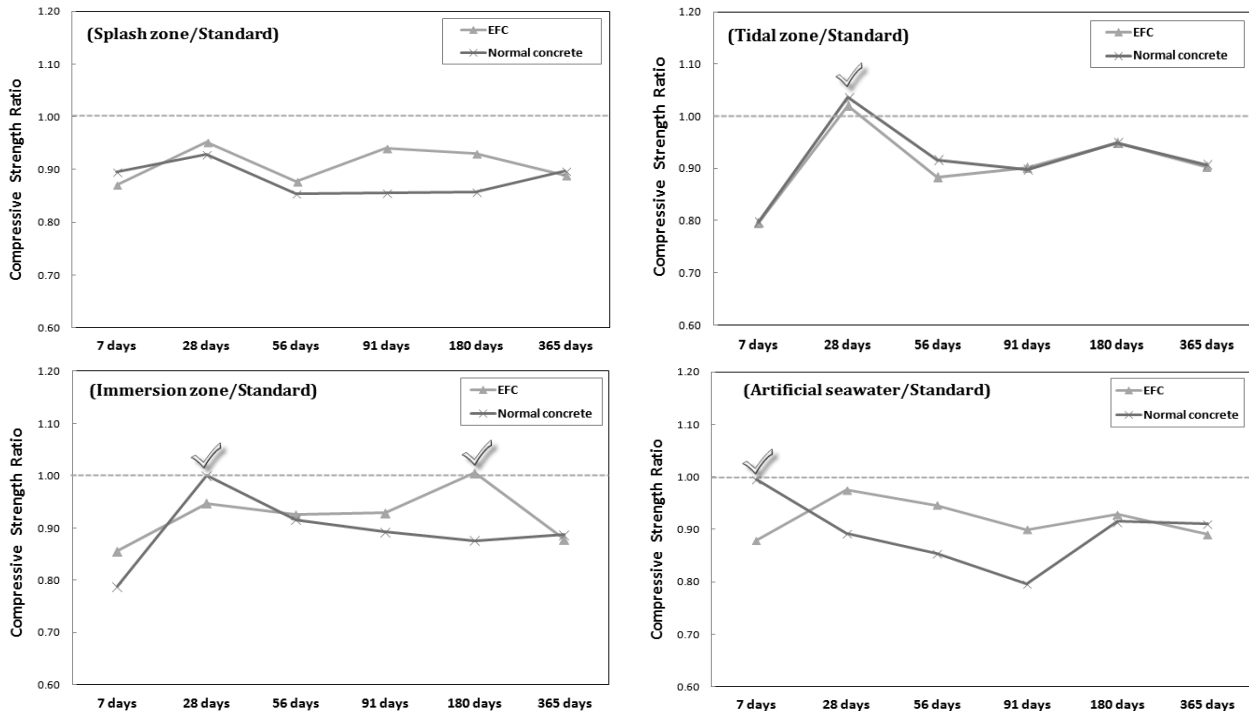 (Splash zone/Standard)
EFC
Normal concrete
Compressive Strength Ratio
1.20
1.10
1.00
0.90
0.80
0.70
0.60
7 days 28 days 56 days 91 days 180 days 365 days
(Tidal zone/Standard)
EFC
Normal concrete
Compressive Strength Ratio
1.20
1.10
1.00
0.90
0.80
0.70
0.60
7 days 28 days 56 days 91 days 180 days 365 days
(Immersion zone/Standard)
EFC
Normal concrete
Compressive Strength Ratio
1.20
1.10
1.00
0.90
0.80
0.70
0.60
7 days 28 days 56 days 91 days 180 days 365 days
(Artificial seawater/Standard)
EFC
Normal concrete
Compressive Strength Ratio
1.20
1.10
1.00
0.90
0.80
0.70
0.60
7 days 28 days 56 days 91 days 180 days 365 days